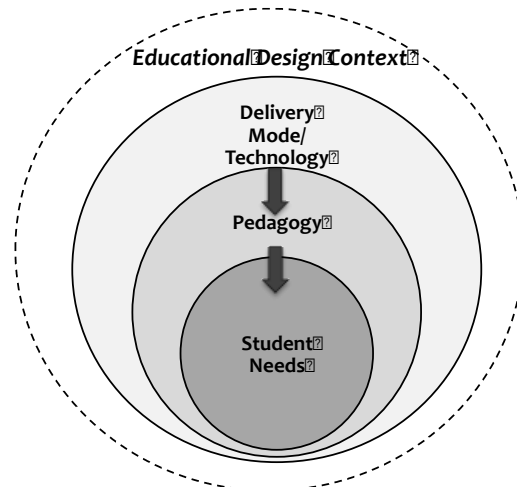 Educational Design Context
Delivery
Mode/
Technology
Pedagogy
Student
Needs